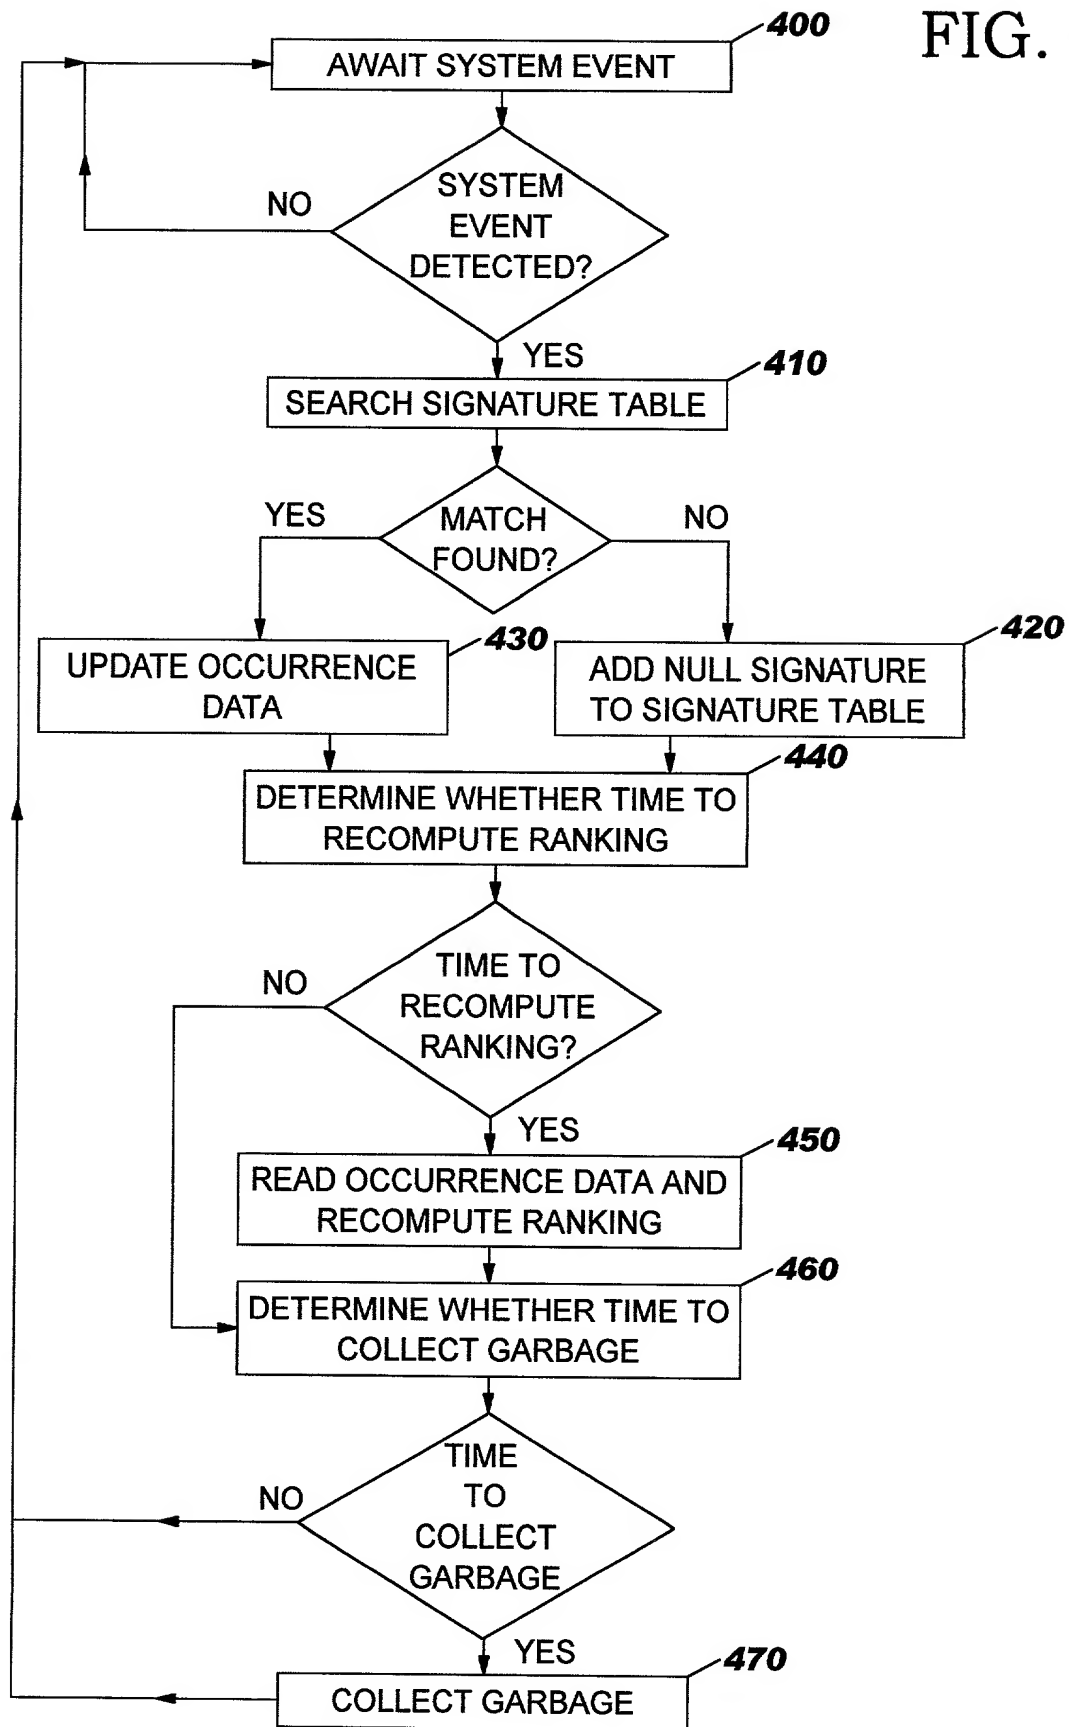 FIG.
400
AWAIT SYSTEM EVENT
SYSTEM
EVENT
DETECTED?
NO
YES
410
SEARCH SIGNATURE TABLE
MATCH
FOUND?
YES
NO
430
UPDATE OCCURRENCE
DATA
420
ADD NULL SIGNATURE
TO SIGNATURE TABLE
440
DETERMINE WHETHER TIME TO
RECOMPUTE RANKING
TIME TO
RECOMPUTE
RANKING?
NO
YES
450
READ OCCURRENCE DATA AND
RECOMPUTE RANKING
460
DETERMINE WHETHER TIME TO
COLLECT GARBAGE
TIME
TO
COLLECT
GARBAGE
NO
YES
470
COLLECT GARBAGE